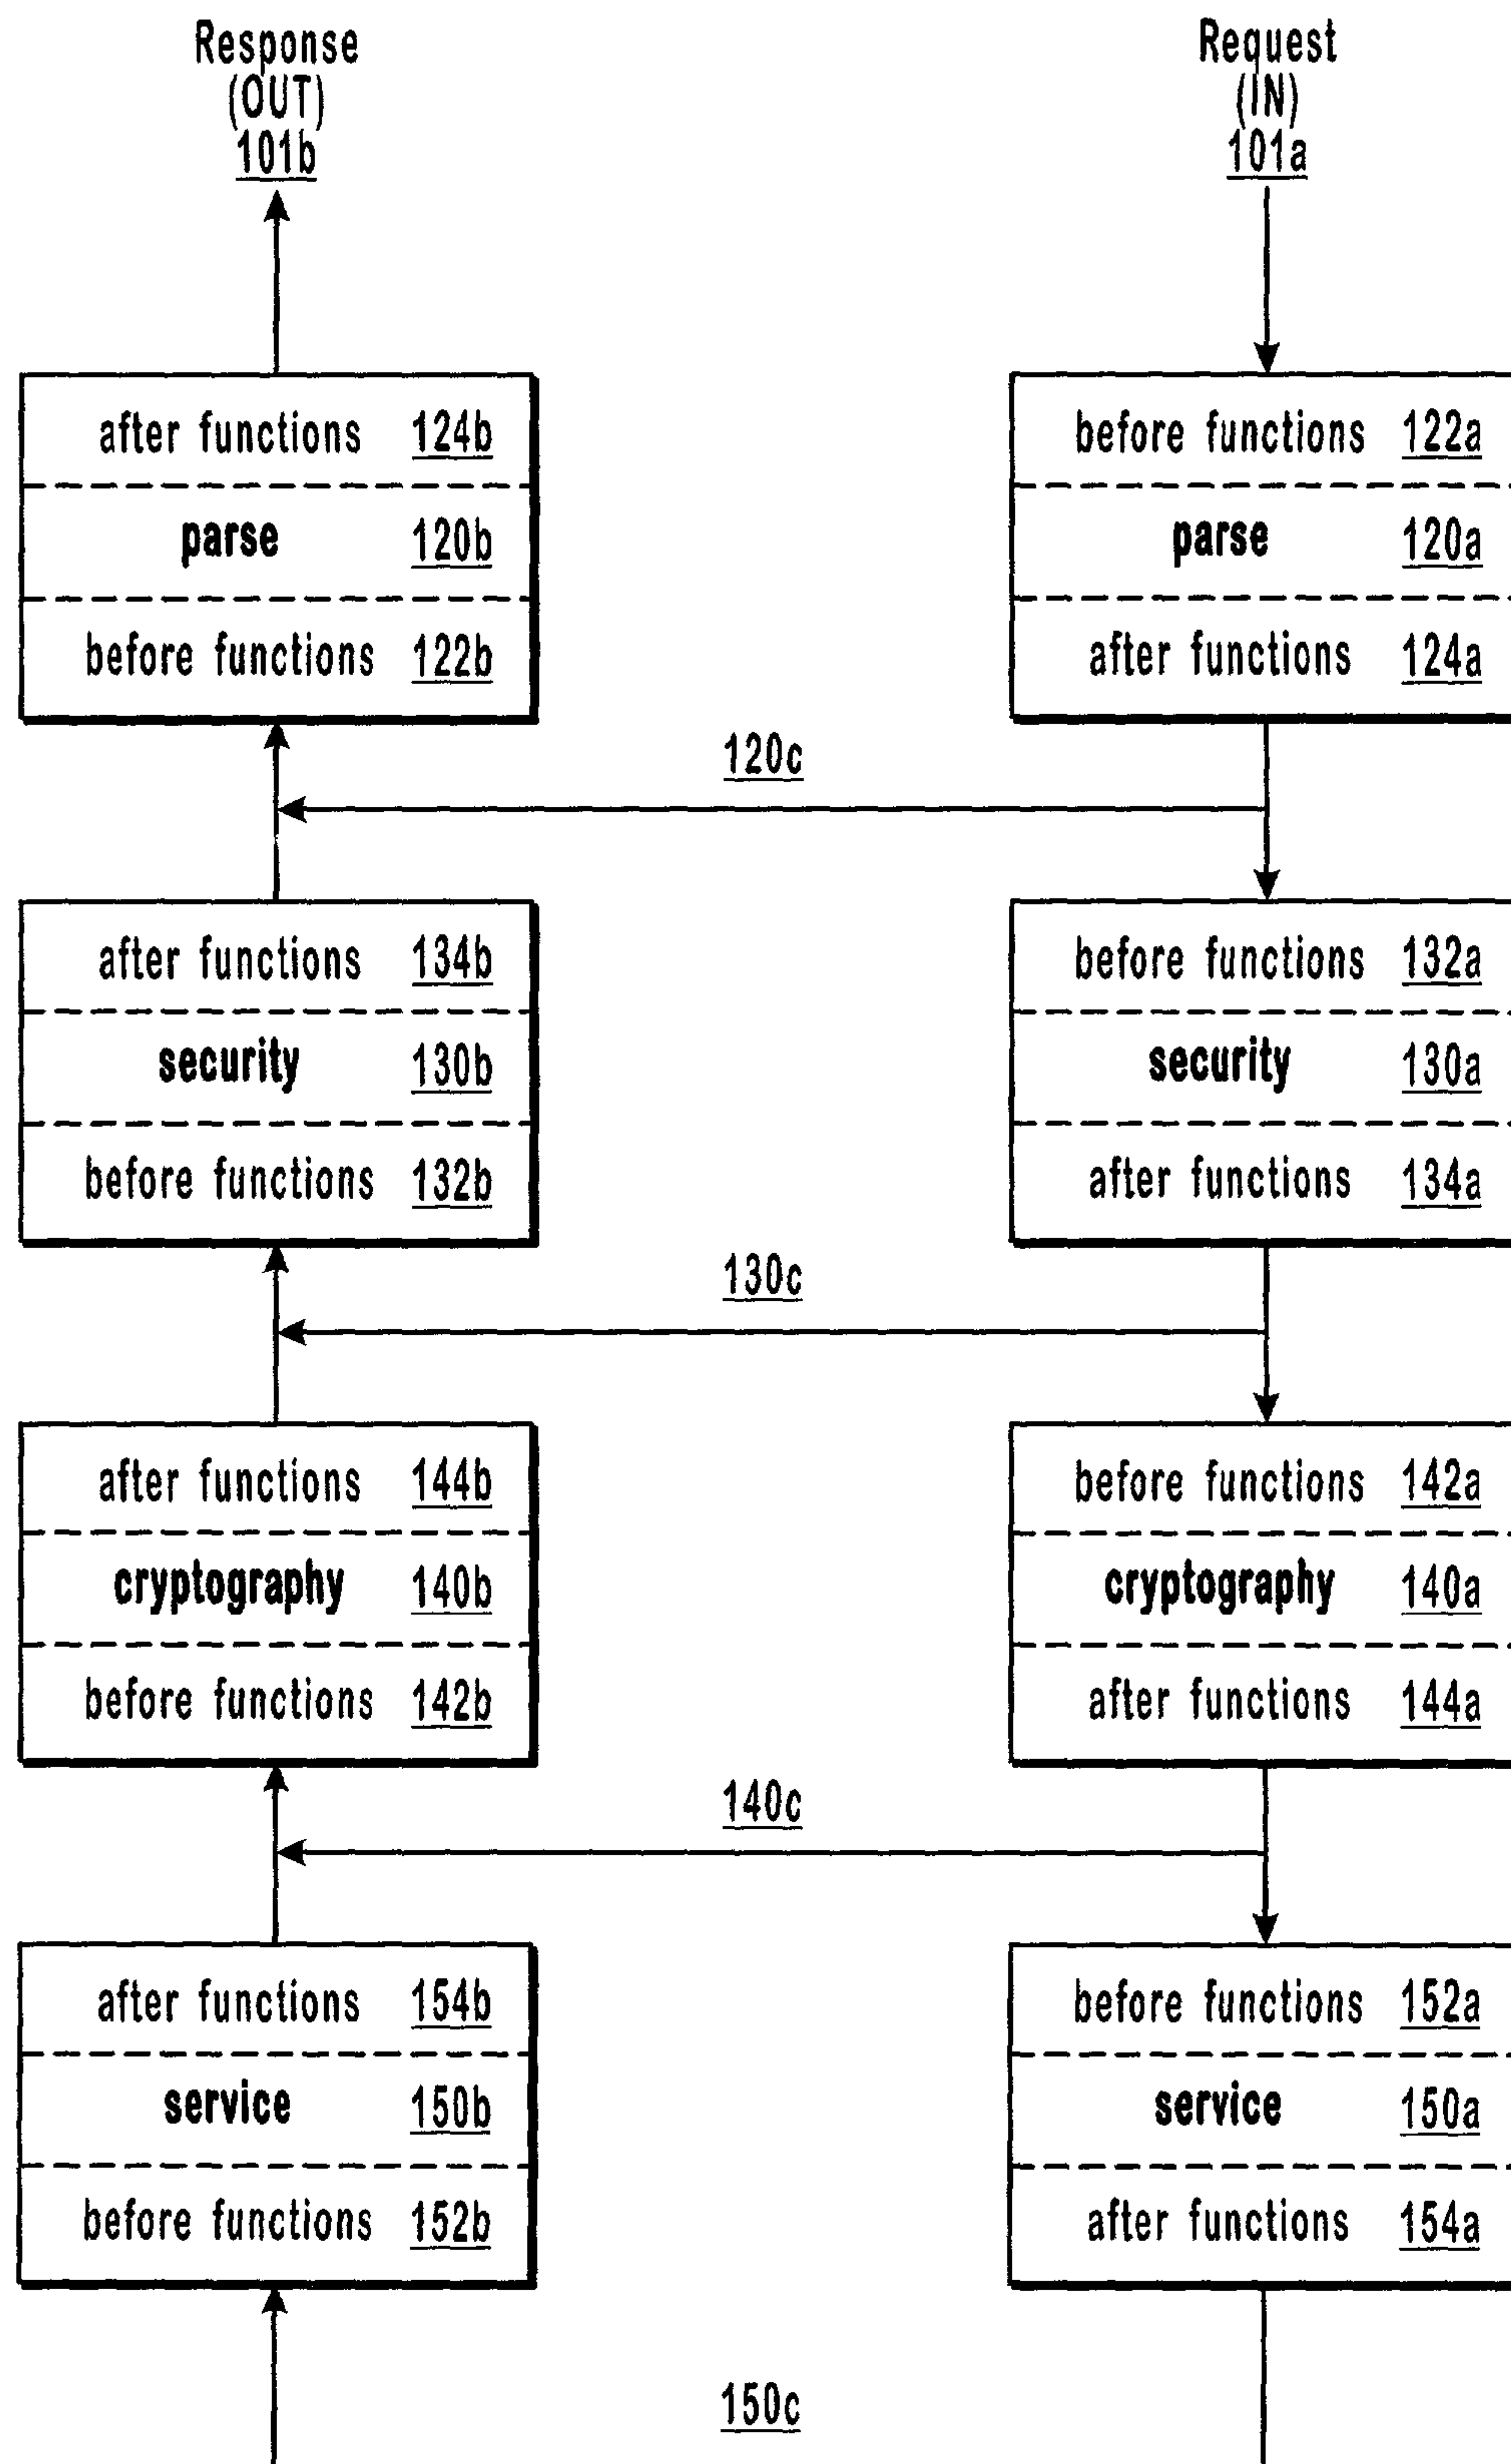 Response
(OUT)
101b
Request
(IN)
101a
after functions 124b
parse 120b
before functions 122b
before functions 122a
parse 120a
after functions 124a
120c
after functions 134b
security 130b
before functions 132b
before functions 132a
security 130a
after functions 134a
130c
after functions 144b
cryptography 140b
before functions 142b
before functions 142a
cryptography 140a
after functions 144a
140c
after functions 154b
service 150b
before functions 152b
before functions 152a
service 150a
after functions 154a
150c